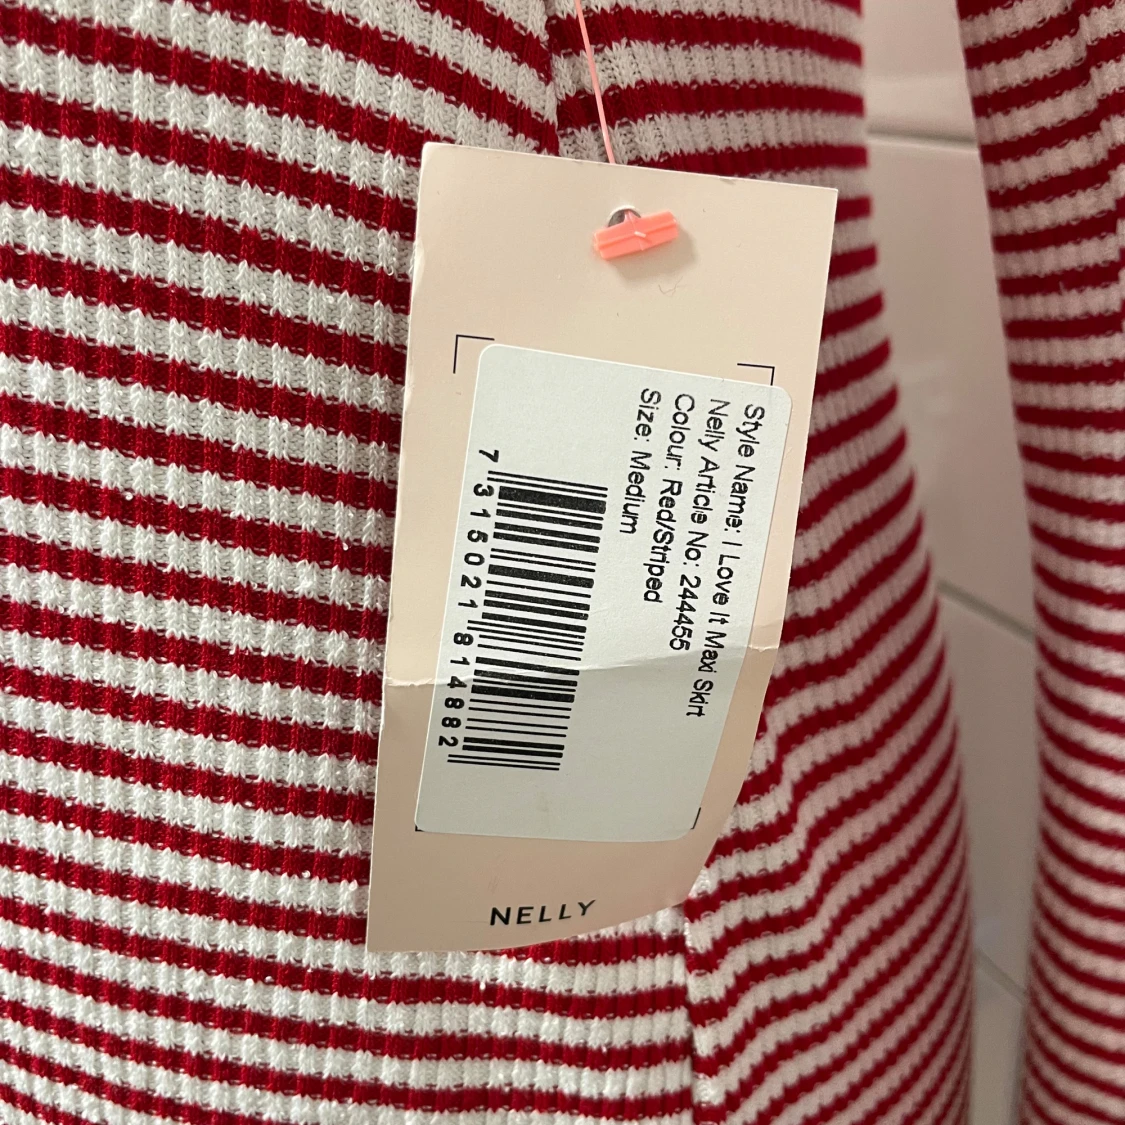 Style Name: I Love It Maxi Skirt
Nelly Article No: 244455
Colour: Red/Striped
Size: Medium
7 315021 814882
NELLY